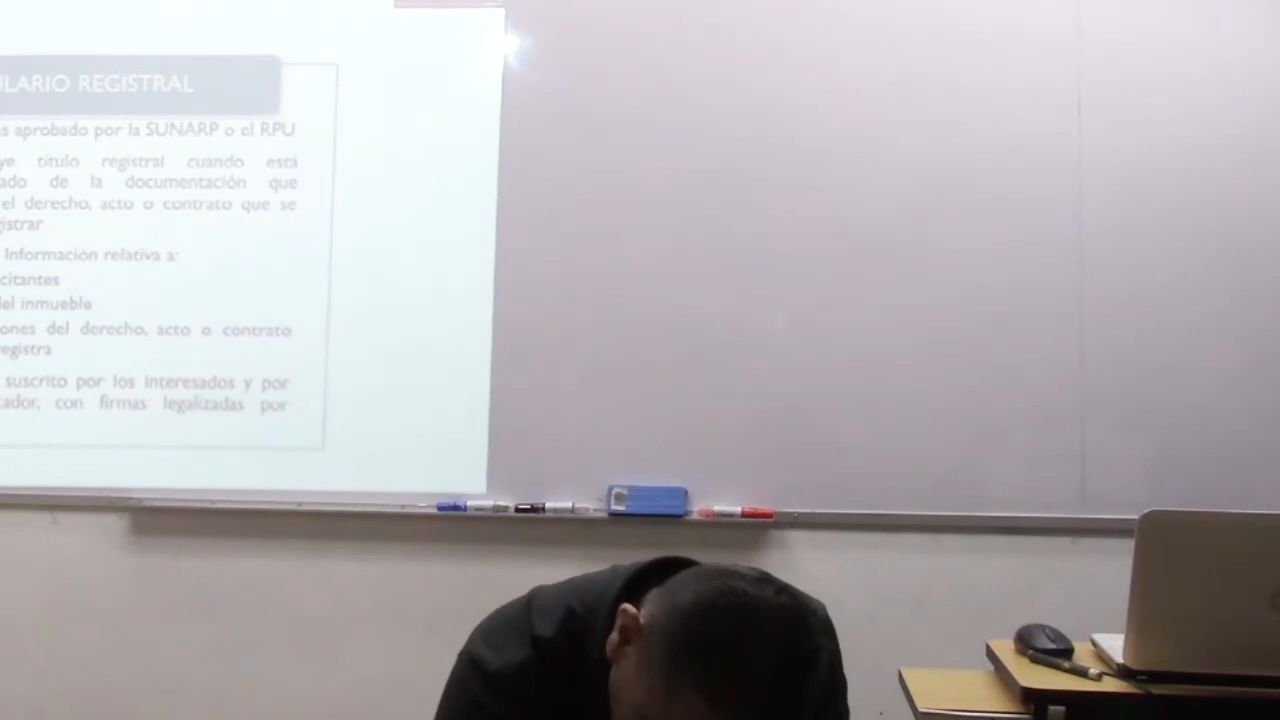 ULARIO REGISTRAL
s aprobado por la SUNARP o el RPU
ye título registral cuando está
ado de la documentación que
el derecho, acto o contrato que se
gistrar
Información relativa a:
citantes
del inmueble
ones del derecho, acto o contrato
registra
suscrito por los interesados y por
cador, con firmas legalizadas por